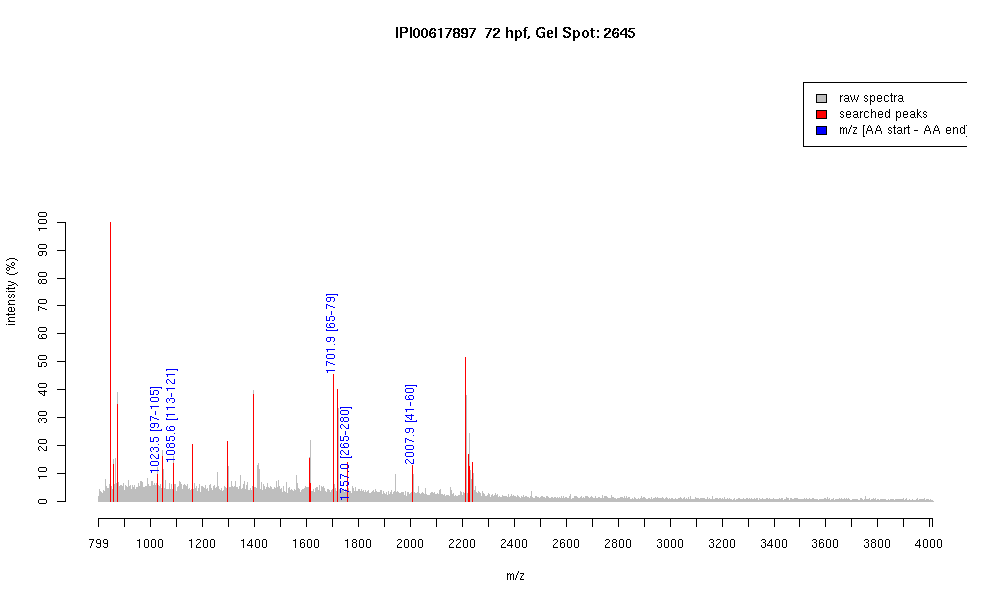 IPI00617897 72 hpf, Gel Spot: 2645
raw spectra
searched peaks
m/z [AA start - AA end]
intensity (%)
100
90
80
70
60
50
40
30
20
10
0
1023.5 [97-105]
1085.6 [113-121]
1701.9 [65-79]
1757.0 [265-280]
2007.9 [41-60]
799 1000 1200 1400 1600 1800 2000 2200 2400 2600 2800 3000 3200 3400 3600 3800 4000
m/z